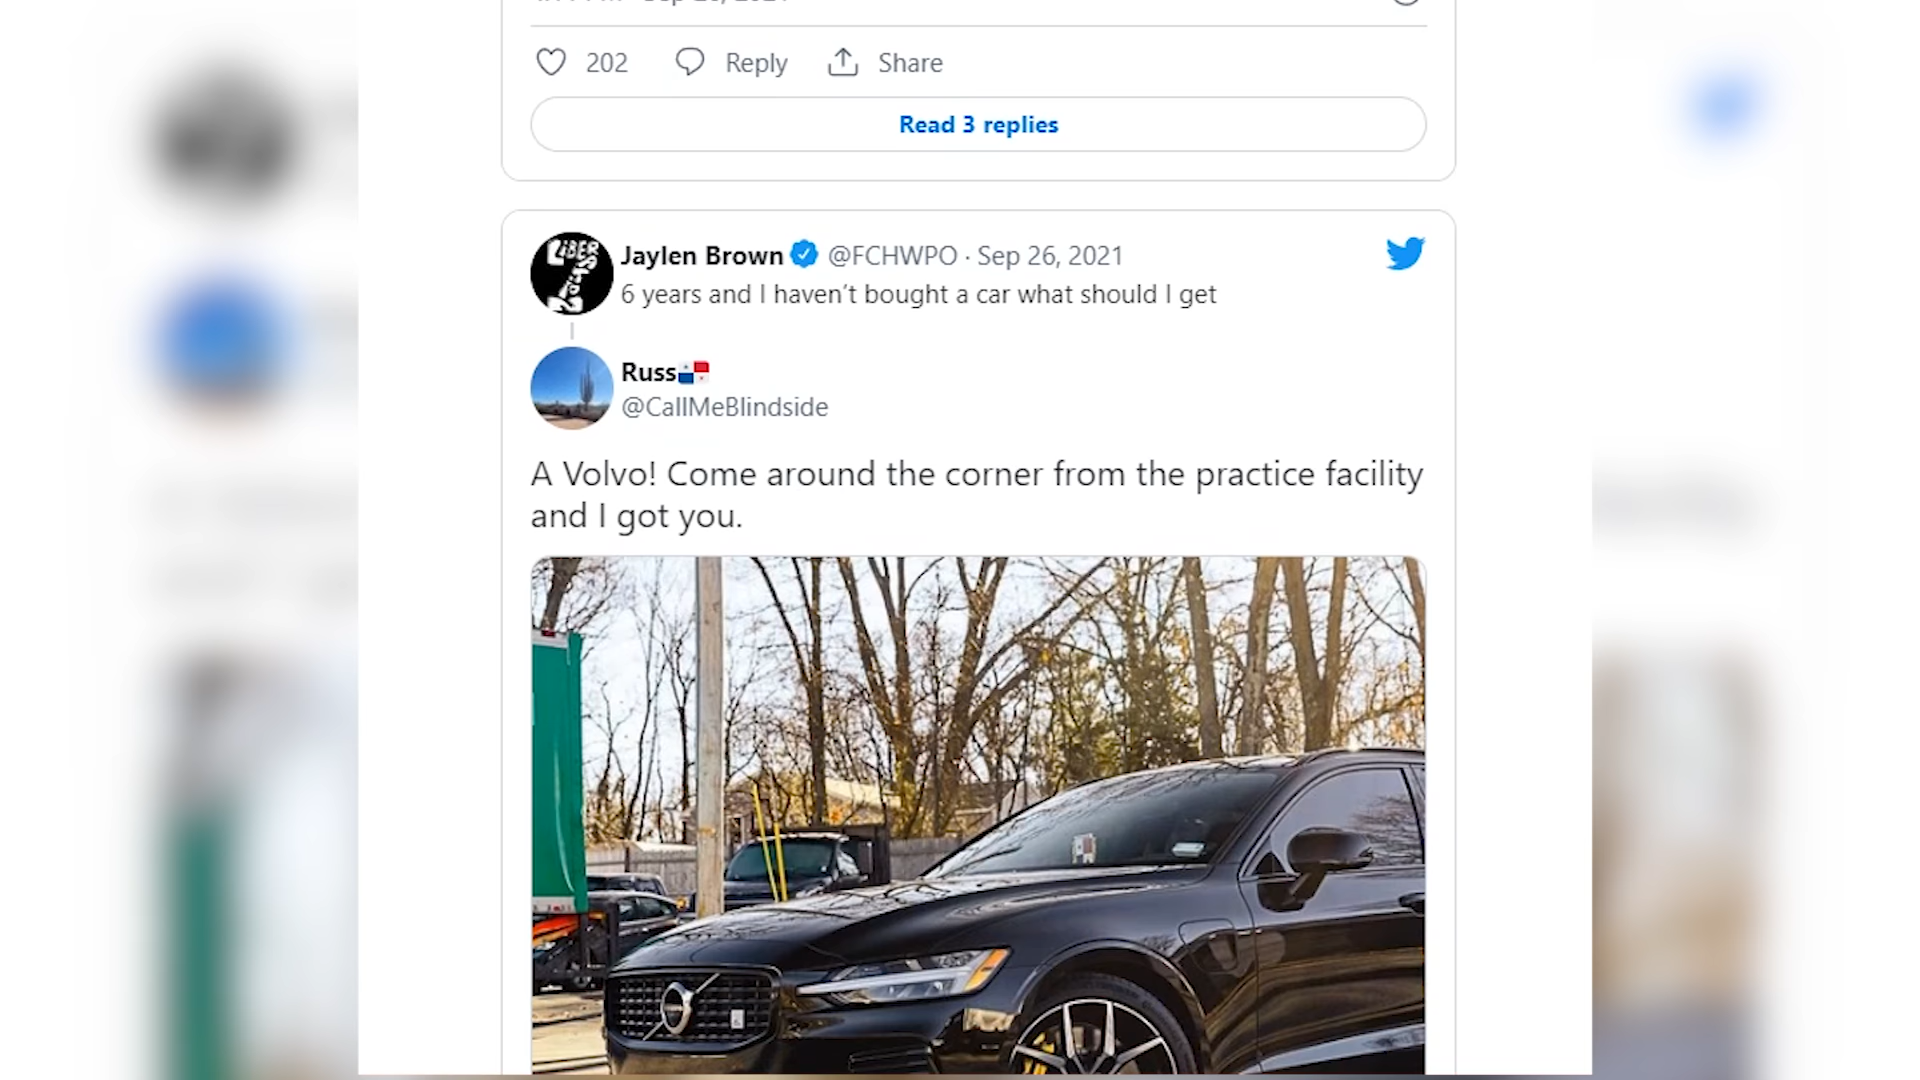 202 Reply Share
Read 3 replies
Jaylen Brown @FCHWPO · Sep 26, 2021
6 years and I haven’t bought a car what should I get
Russ
@CallMeBlindside
A Volvo! Come around the corner from the practice facility
and I got you.